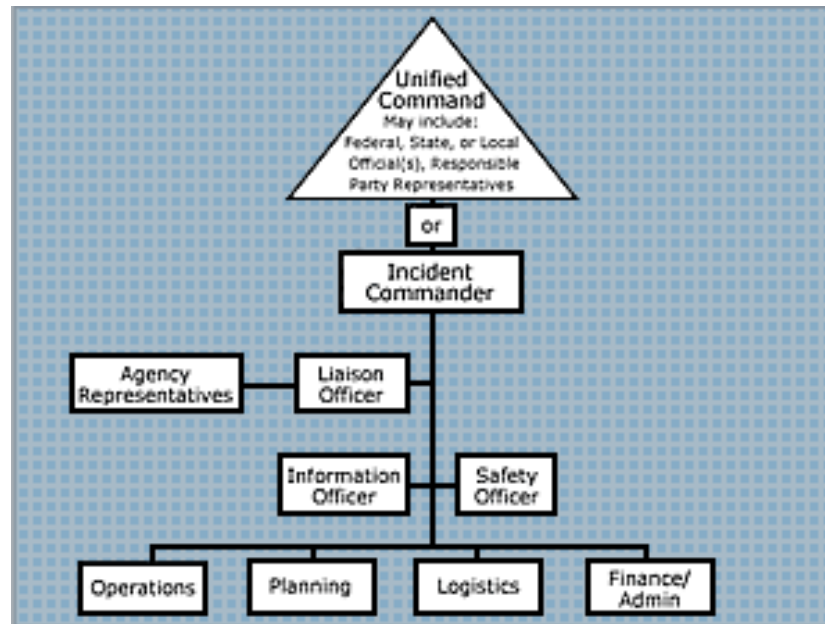 Unified
Command
May include:
Federal, State, or Local
Official(s), Responsible
Party Representatives
or
Incident
Commander
Agency
Representatives
Liaison
Officer
Information
Officer
Safety
Officer
Operations
Planning
Logistics
Finance/
Admin